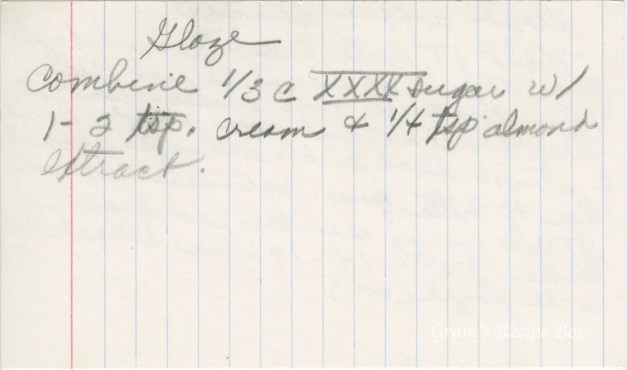 Glaze
Combine 1/3 c XXXX sugar w/
1-2 tsp. cream & 1/4 tsp almond
extract.
Gram's Recipe Box